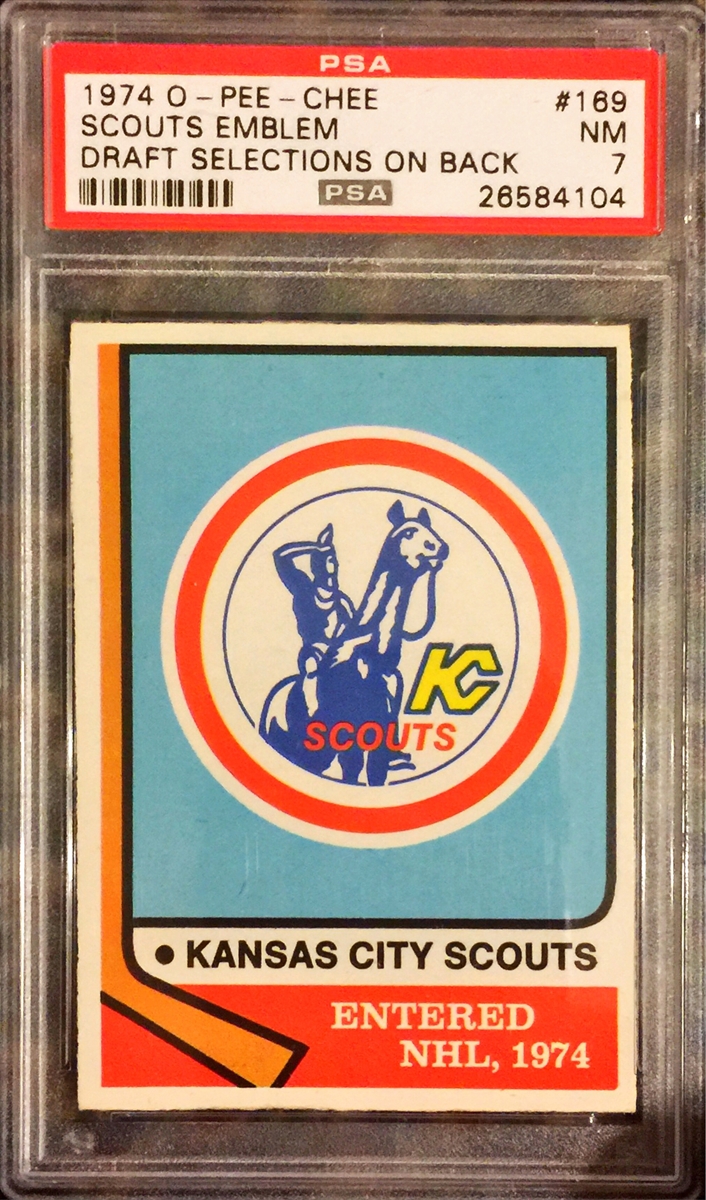 PSA
1974 O-PEE-CHEE #169
SCOUTS EMBLEM NM
DRAFT SELECTIONS ON BACK 7
PSA 26584104
KC
SCOUTS
• KANSAS CITY SCOUTS
ENTERED
NHL, 1974